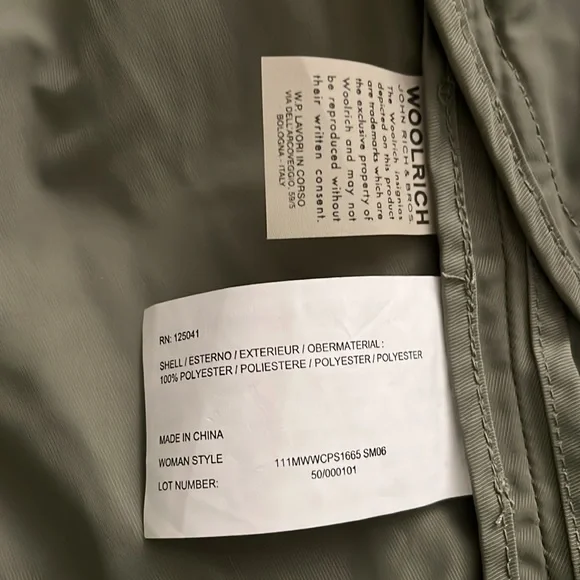 WOOLRICH
JOHN RICH & BROS.
The Woolrich insignias
depicted on this product
are trademarks which are
the exclusive property of
Woolrich and may not
be reproduced without
their written consent.
W.P. LAVORI IN CORSO
VIA DELL'ARCOVEGGIO, 59/5
BOLOGNA - ITALY
RN: 125041
SHELL / ESTERNO / EXTERIEUR / OBERMATERIAL :
100% POLYESTER / POLIESTERE / POLYESTER / POLYESTER
MADE IN CHINA
WOMAN STYLE 111MWWCPS1665 SM06
LOT NUMBER: 50/000101